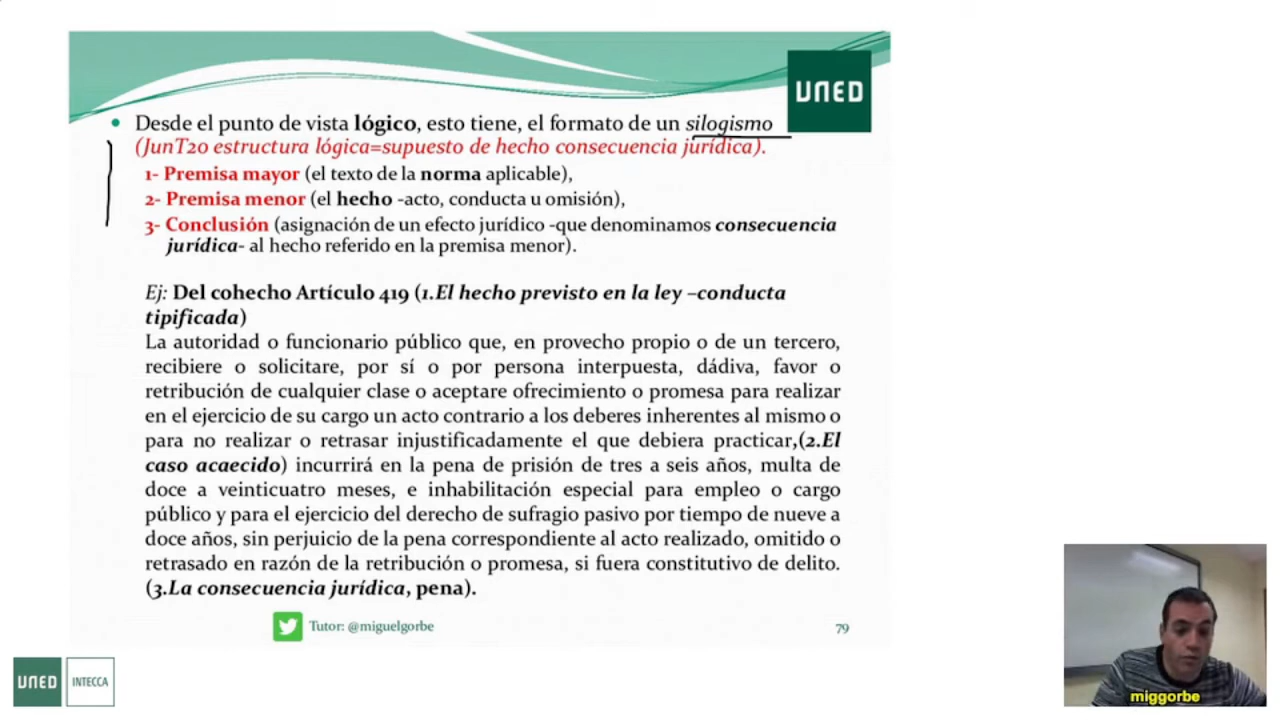 UNED
• Desde el punto de vista lógico, esto tiene, el formato de un silogismo
(JunT20 estructura lógica=supuesto de hecho consecuencia jurídica).
1- Premisa mayor (el texto de la norma aplicable),
2- Premisa menor (el hecho -acto, conducta u omisión),
3- Conclusión (asignación de un efecto jurídico -que denominamos consecuencia
jurídica- al hecho referido en la premisa menor).
Ej: Del cohecho Artículo 419 (1.El hecho previsto en la ley –conducta
tipificada)
La autoridad o funcionario público que, en provecho propio o de un tercero,
recibiere o solicitare, por sí o por persona interpuesta, dádiva, favor o
retribución de cualquier clase o aceptare ofrecimiento o promesa para realizar
en el ejercicio de su cargo un acto contrario a los deberes inherentes al mismo o
para no realizar o retrasar injustificadamente el que debiera practicar,(2.El
caso acaecido) incurrirá en la pena de prisión de tres a seis años, multa de
doce a veinticuatro meses, e inhabilitación especial para empleo o cargo
público y para el ejercicio del derecho de sufragio pasivo por tiempo de nueve a
doce años, sin perjuicio de la pena correspondiente al acto realizado, omitido o
retrasado en razón de la retribución o promesa, si fuera constitutivo de delito.
(3.La consecuencia jurídica, pena).
Tutor: @miguelgorbe
79
UNED INTECCA
miggorbe